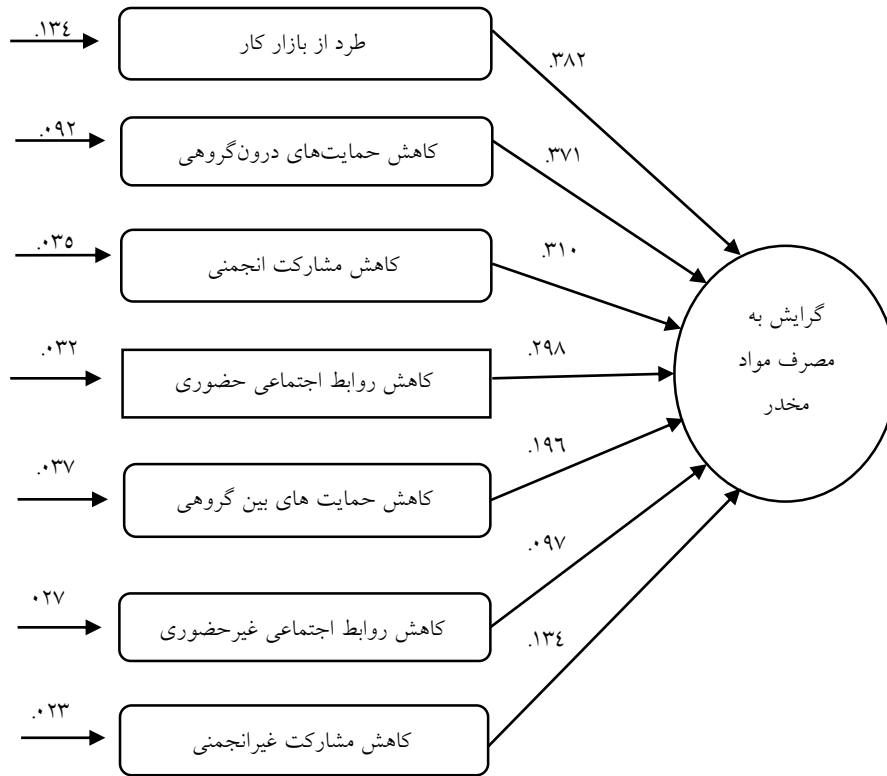 .۱۳٤
طرد از بازار کار
.۳۸۲
.۰۹۲
کاهش حمایت‌های درون‌گروهی
.۳۷۱
.۰۳٥
کاهش مشارکت انجمنی
.۳۱۰
.۰۳۲
کاهش روابط اجتماعی حضوری
.۲۹۸
گرایش به
مصرف مواد
مخدر
.۰۳۷
کاهش حمایت های بین گروهی
.۱۹٦
۰۲۷
کاهش روابط اجتماعی غیرحضوری
.۰۹۷
.۰۲۳
کاهش مشارکت غیرانجمنی
.۱۳٤